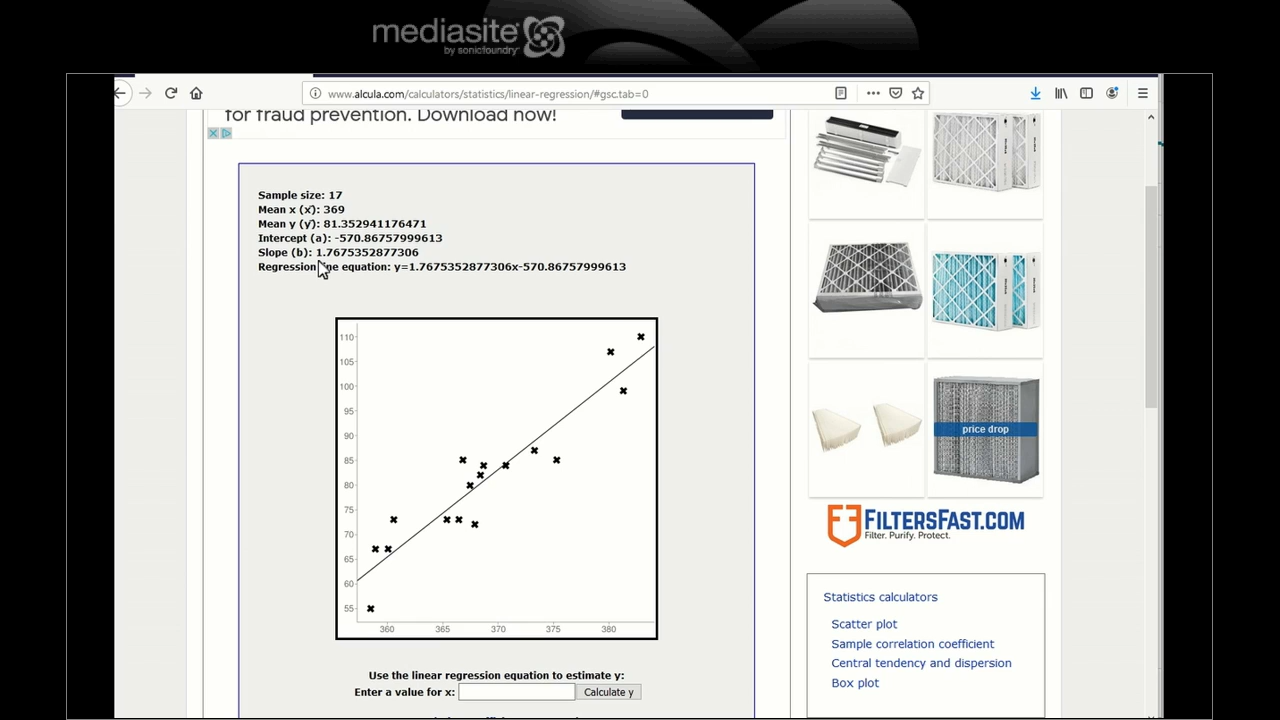 mediasite
by sonicfoundry
www.alcula.com/calculators/statistics/linear-regression/#gsc.tab=0
for fraud prevention. Download now!
Sample size: 17
Mean x (x̄): 369
Mean y (ȳ): 81.352941176471
Intercept (a): -570.86757999613
Slope (b): 1.7675352877306
Regression line equation: y=1.7675352877306x-570.86757999613
110
105
100
95
90
85
80
75
70
65
60
55
360 365 370 375 380
Use the linear regression equation to estimate y:
Enter a value for x: Calculate y
price drop
FILTERSFAST.COM
Filter. Purify. Protect.
Statistics calculators
Scatter plot
Sample correlation coefficient
Central tendency and dispersion
Box plot